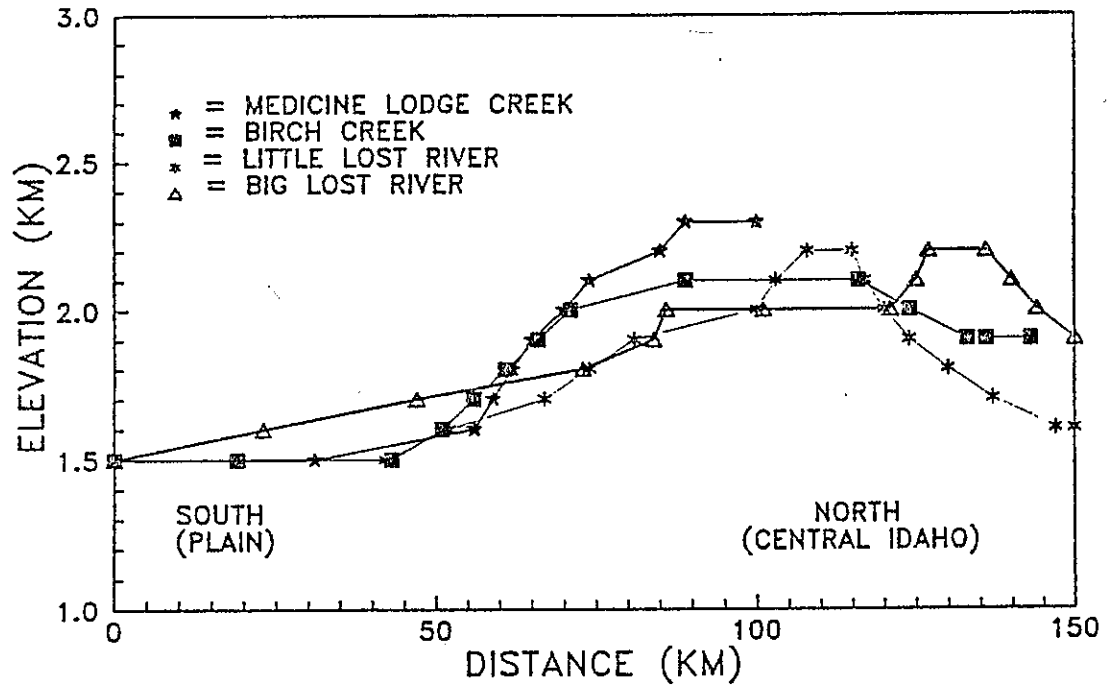 3.0
2.5
2.0
1.5
1.0
ELEVATION (KM)
★ = MEDICINE LODGE CREEK
■ = BIRCH CREEK
* = LITTLE LOST RIVER
△ = BIG LOST RIVER
SOUTH
(PLAIN)
NORTH
(CENTRAL IDAHO)
0
50
100
150
DISTANCE (KM)